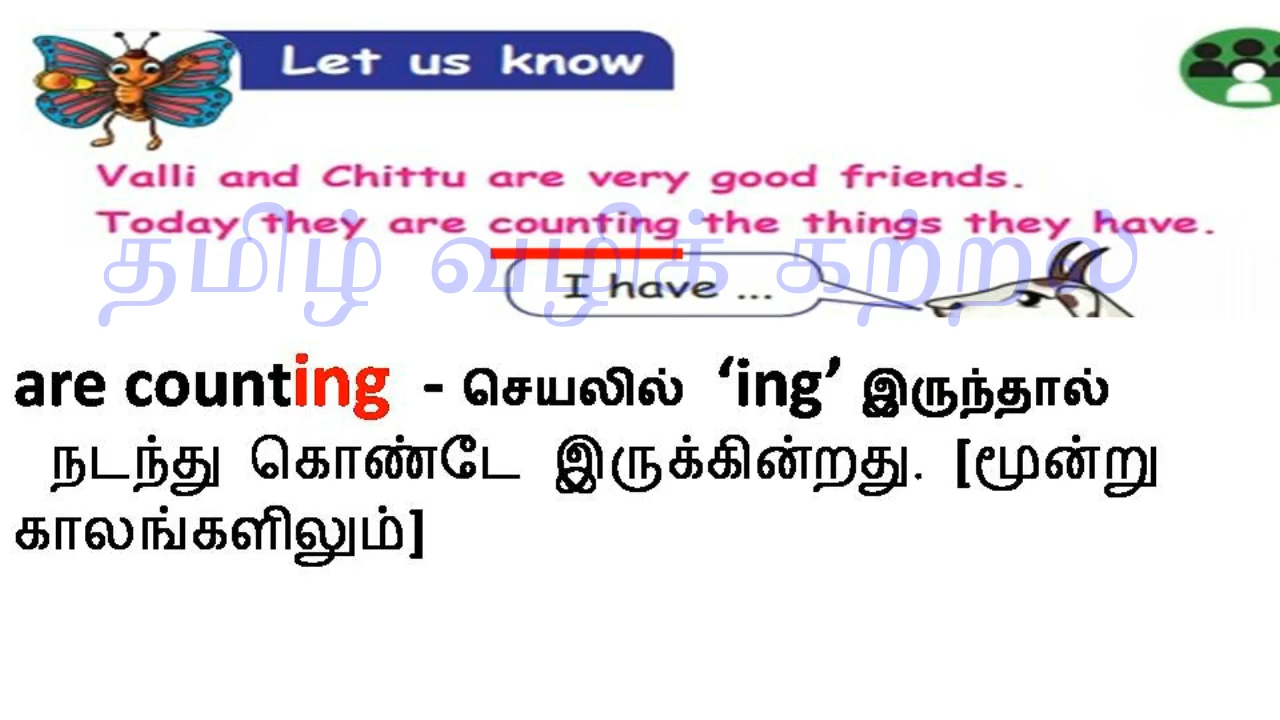 Let us know
Valli and Chittu are very good friends.
Today they are counting the things they have.
தமிழ் வழிக் கற்றல்
I have ...
are counting - செயலில் ‘ing’ இருந்தால்
நடந்து கொண்டே இருக்கின்றது. [மூன்று
காலங்களிலும்]